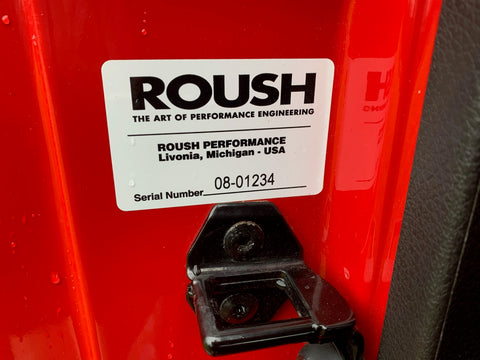 ROUSH
THE ART OF PERFORMANCE ENGINEERING
ROUSH PERFORMANCE
Livonia, Michigan - USA
Serial Number 08-01234